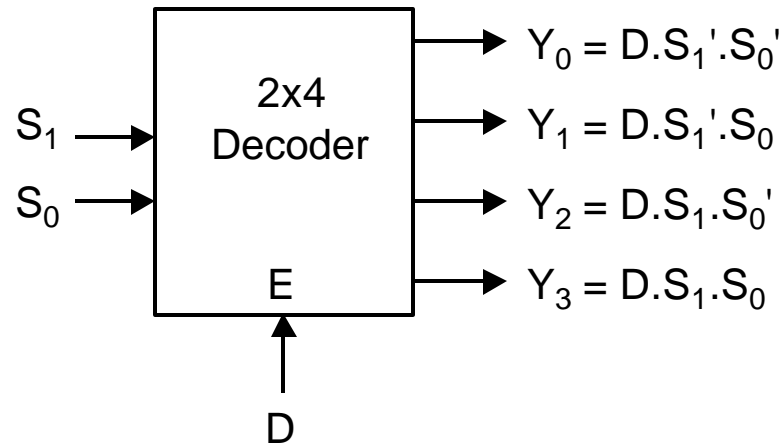 Y₀ = D.S₁'.S₀'
2x4
Decoder
S₁
Y₁ = D.S₁'.S₀
S₀
Y₂ = D.S₁.S₀'
E
Y₃ = D.S₁.S₀
D